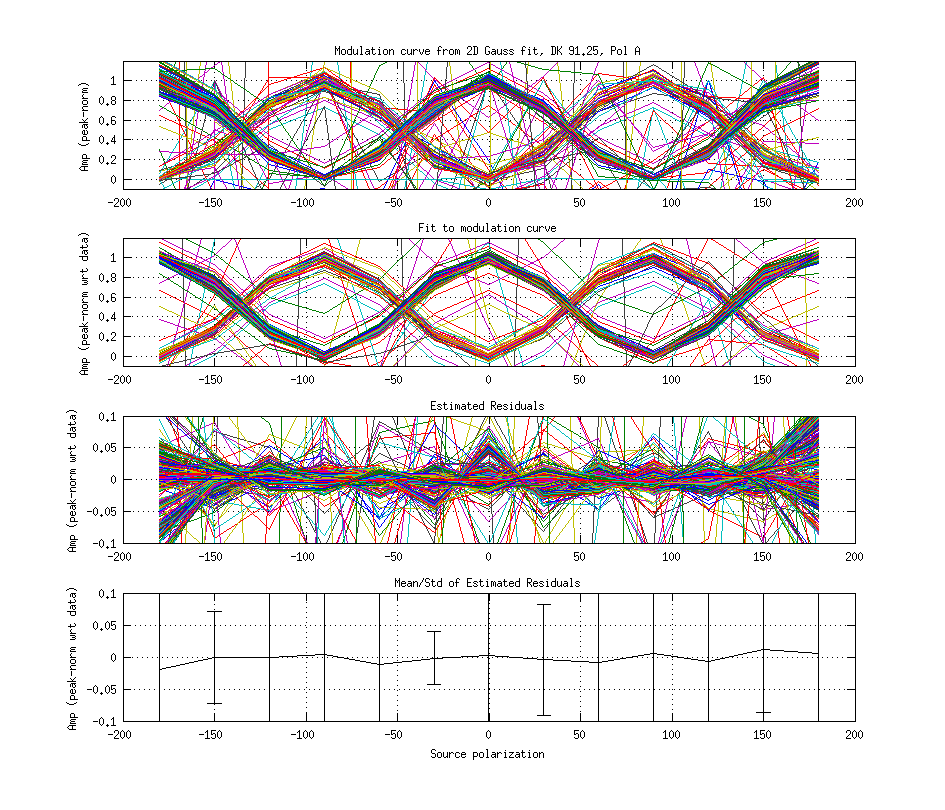 Modulation curve from 2D Gauss fit, DK 91.25, Pol A
Amp (peak-norm)
1
0.8
0.6
0.4
0.2
0
-200 -150 -100 -50 0 50 100 150 200
Fit to modulation curve
Amp (peak-norm wrt data)
1
0.8
0.6
0.4
0.2
0
-200 -150 -100 -50 0 50 100 150 200
Estimated Residuals
Amp (peak-norm wrt data)
0.1
0.05
0
-0.05
-0.1
-200 -150 -100 -50 0 50 100 150 200
Mean/Std of Estimated Residuals
Amp (peak-norm wrt data)
0.1
0.05
0
-0.05
-0.1
-200 -150 -100 -50 0 50 100 150 200
Source polarization